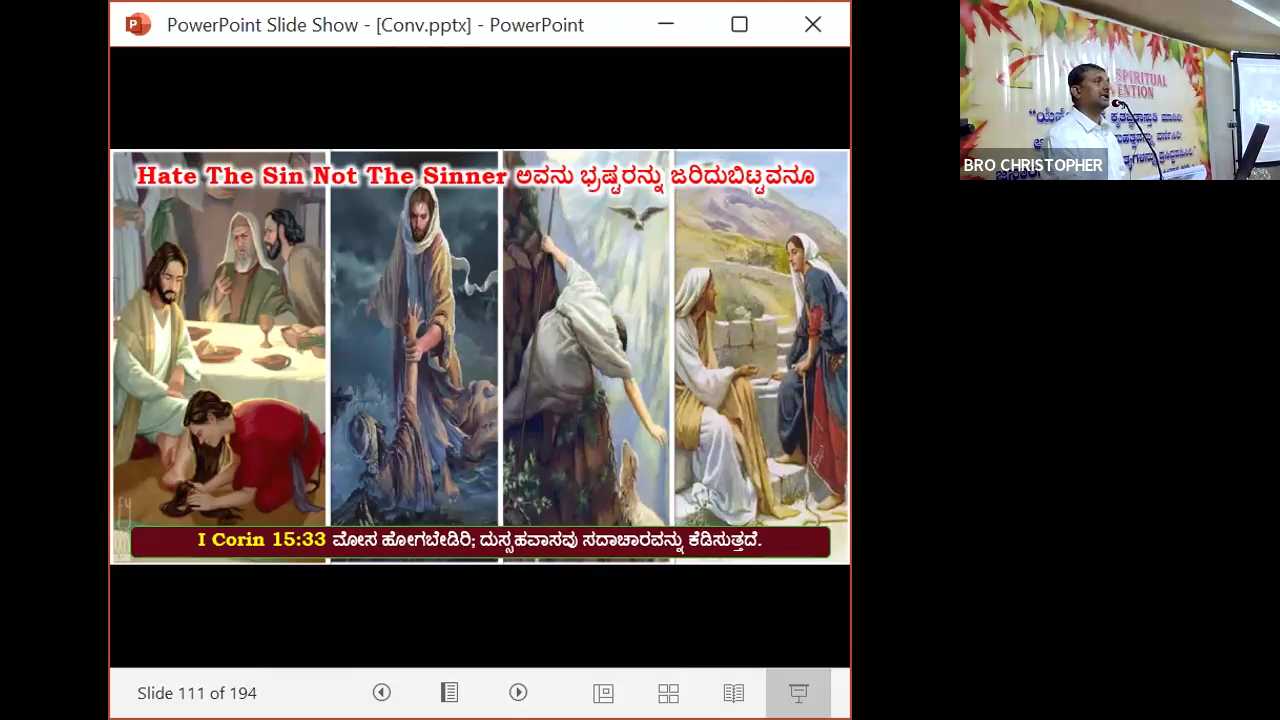 PowerPoint Slide Show - [Conv.pptx] - PowerPoint
Hate The Sin Not The Sinner ಅವನು ಭ್ರಷ್ಟರನ್ನು ಜರಿದುಬಿಟ್ಟವನೂ
I Corin 15:33 ಮೋಸ ಹೋಗಬೇಡಿರಿ; ದುಸ್ಸಹವಾಸವು ಸದಾಚಾರವನ್ನು ಕೆಡಿಸುತ್ತದೆ.
Slide 111 of 194
SPIRITUAL
BRO CHRISTOPHER